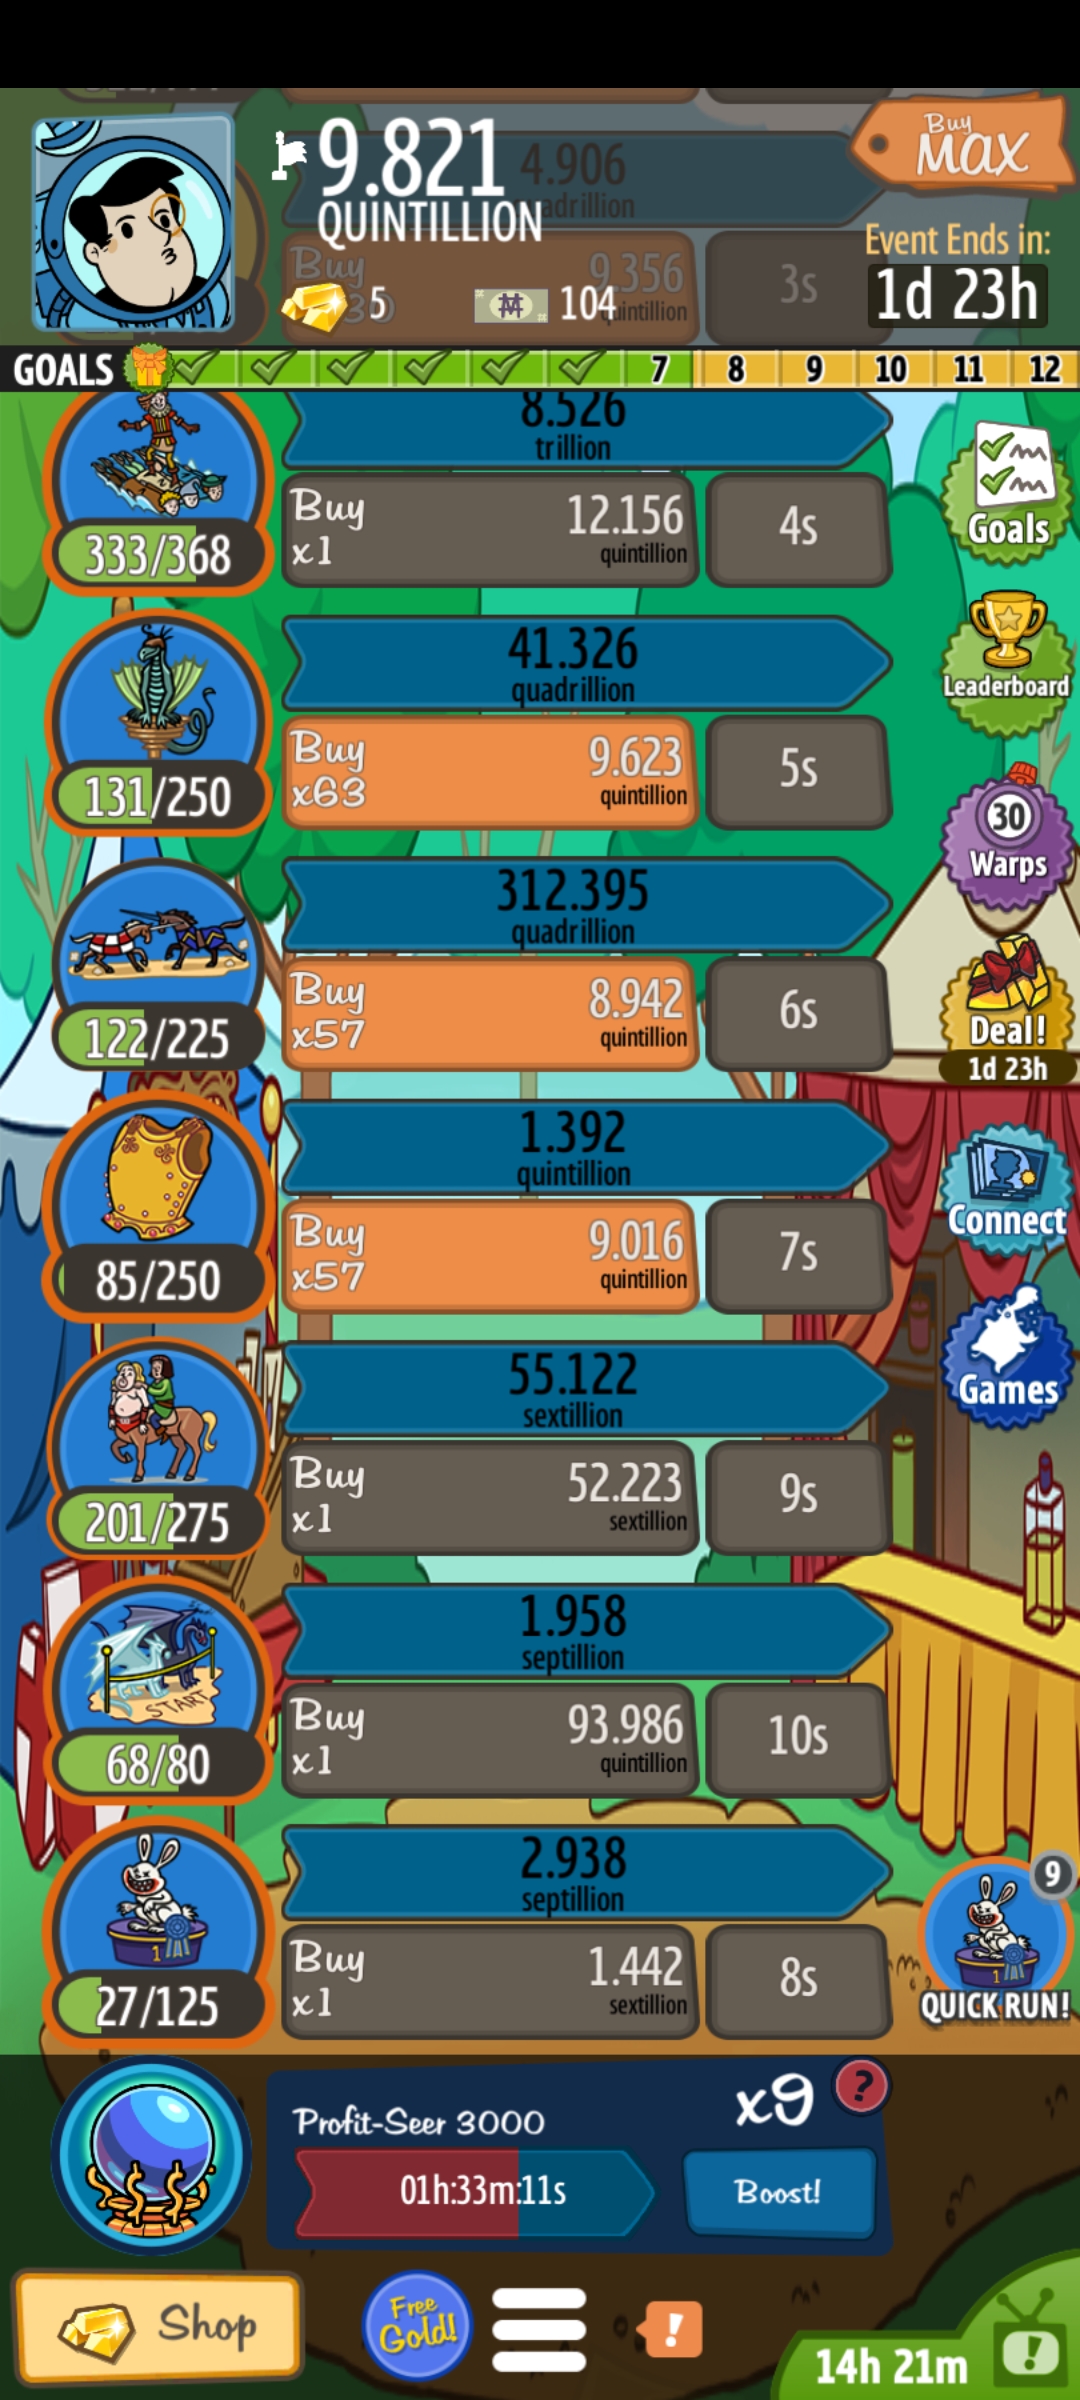 9.821
QUINTILLION
4.906
Buy
MAX
Event Ends in:
1d 23h
Buy
9.356
quintillion
3s
5
104
GOALS
7
8
9
10
11
12
8.526
trillion
333/368
Buy
x1
12.156
quintillion
4s
Goals
41.326
quadrillion
131/250
Buy
x63
9.623
quintillion
5s
Leaderboard
30
Warps
312.395
quadrillion
122/225
Buy
x57
8.942
quintillion
6s
Deal!
1d 23h
1.392
quintillion
85/250
Buy
x57
9.016
quintillion
7s
Connect
Games
55.122
sextillion
201/275
Buy
x1
52.223
sextillion
9s
START
1.958
septillion
68/80
Buy
x1
93.986
quintillion
10s
1
2.938
septillion
27/125
Buy
x1
1.442
sextillion
8s
9
1
QUICK RUN!
Profit-Seer 3000
x9
?
01h:33m:11s
Boost!
Shop
Free
Gold!
!
14h 21m
!